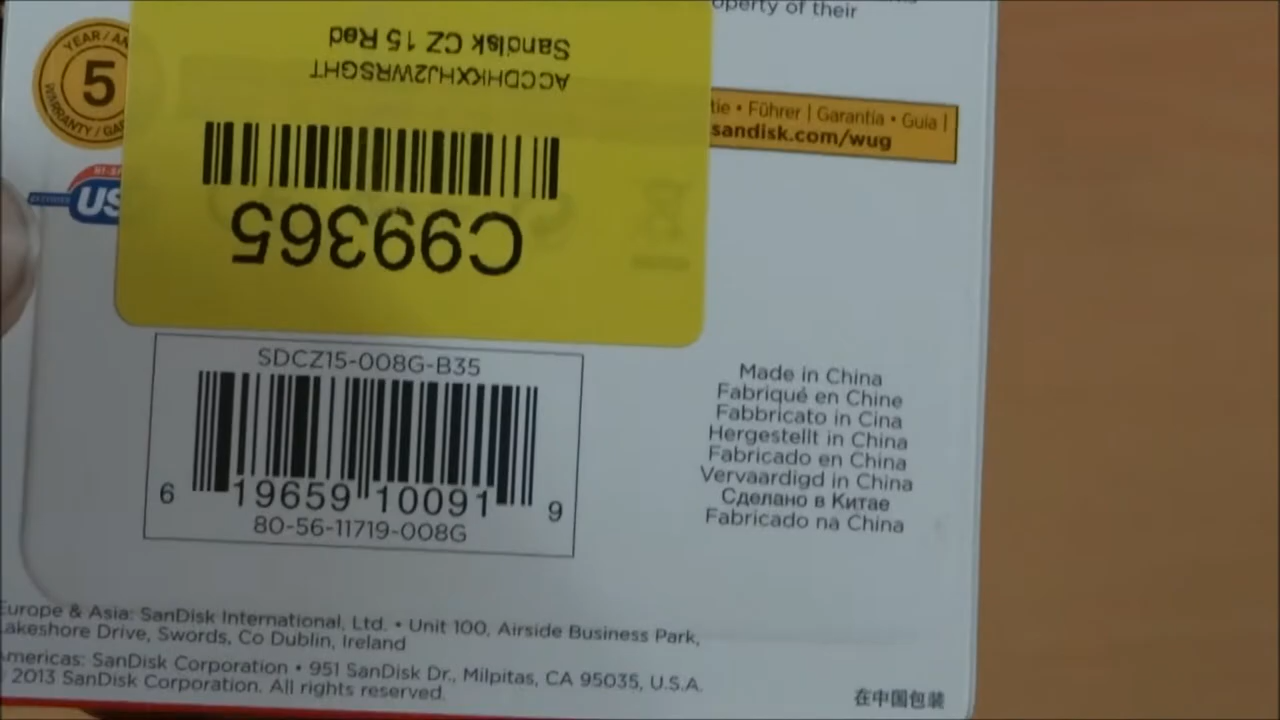 operty of their
YEAR / AN
5
WARRANTY / GAR
US
Sandisk CZ 15 Red
ACCDHKXHJ2WRSGHT
C99365
tie • Führer | Garantía • Guia |
sandisk.com/wug
SDCZ15-008G-B35
6 19659 10091 9
80-56-11719-008G
Made in China
Fabriqué en Chine
Fabbricato in Cina
Hergestellt in China
Fabricado en China
Vervaardigd in China
Сделано в Китае
Fabricado na China
Europe & Asia: SanDisk International, Ltd. • Unit 100, Airside Business Park,
Lakeshore Drive, Swords, Co Dublin, Ireland
Americas: SanDisk Corporation • 951 SanDisk Dr., Milpitas, CA 95035, U.S.A.
2013 SanDisk Corporation. All rights reserved.
在中国包装